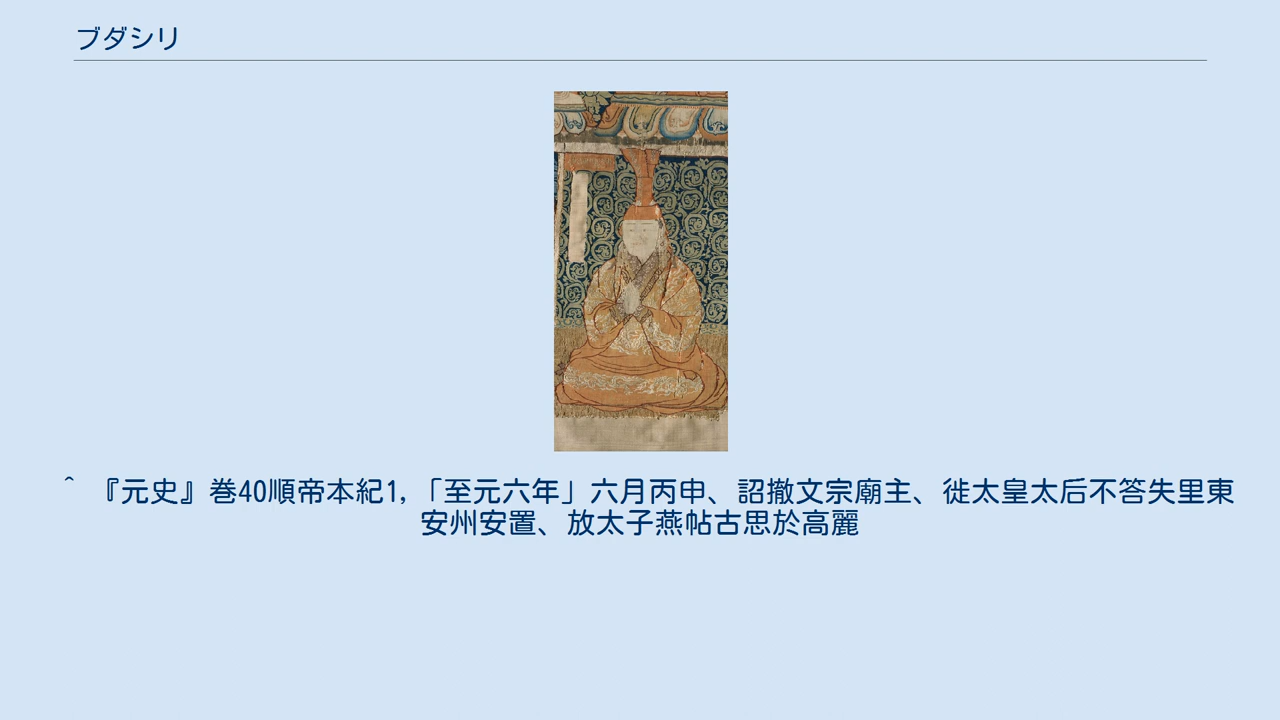 ブダシリ
^ 『元史』巻40順帝本紀1,「至元六年」六月丙申、詔撤文宗廟主、徙太皇太后不答失里東
安州安置、放太子燕帖古思於高麗